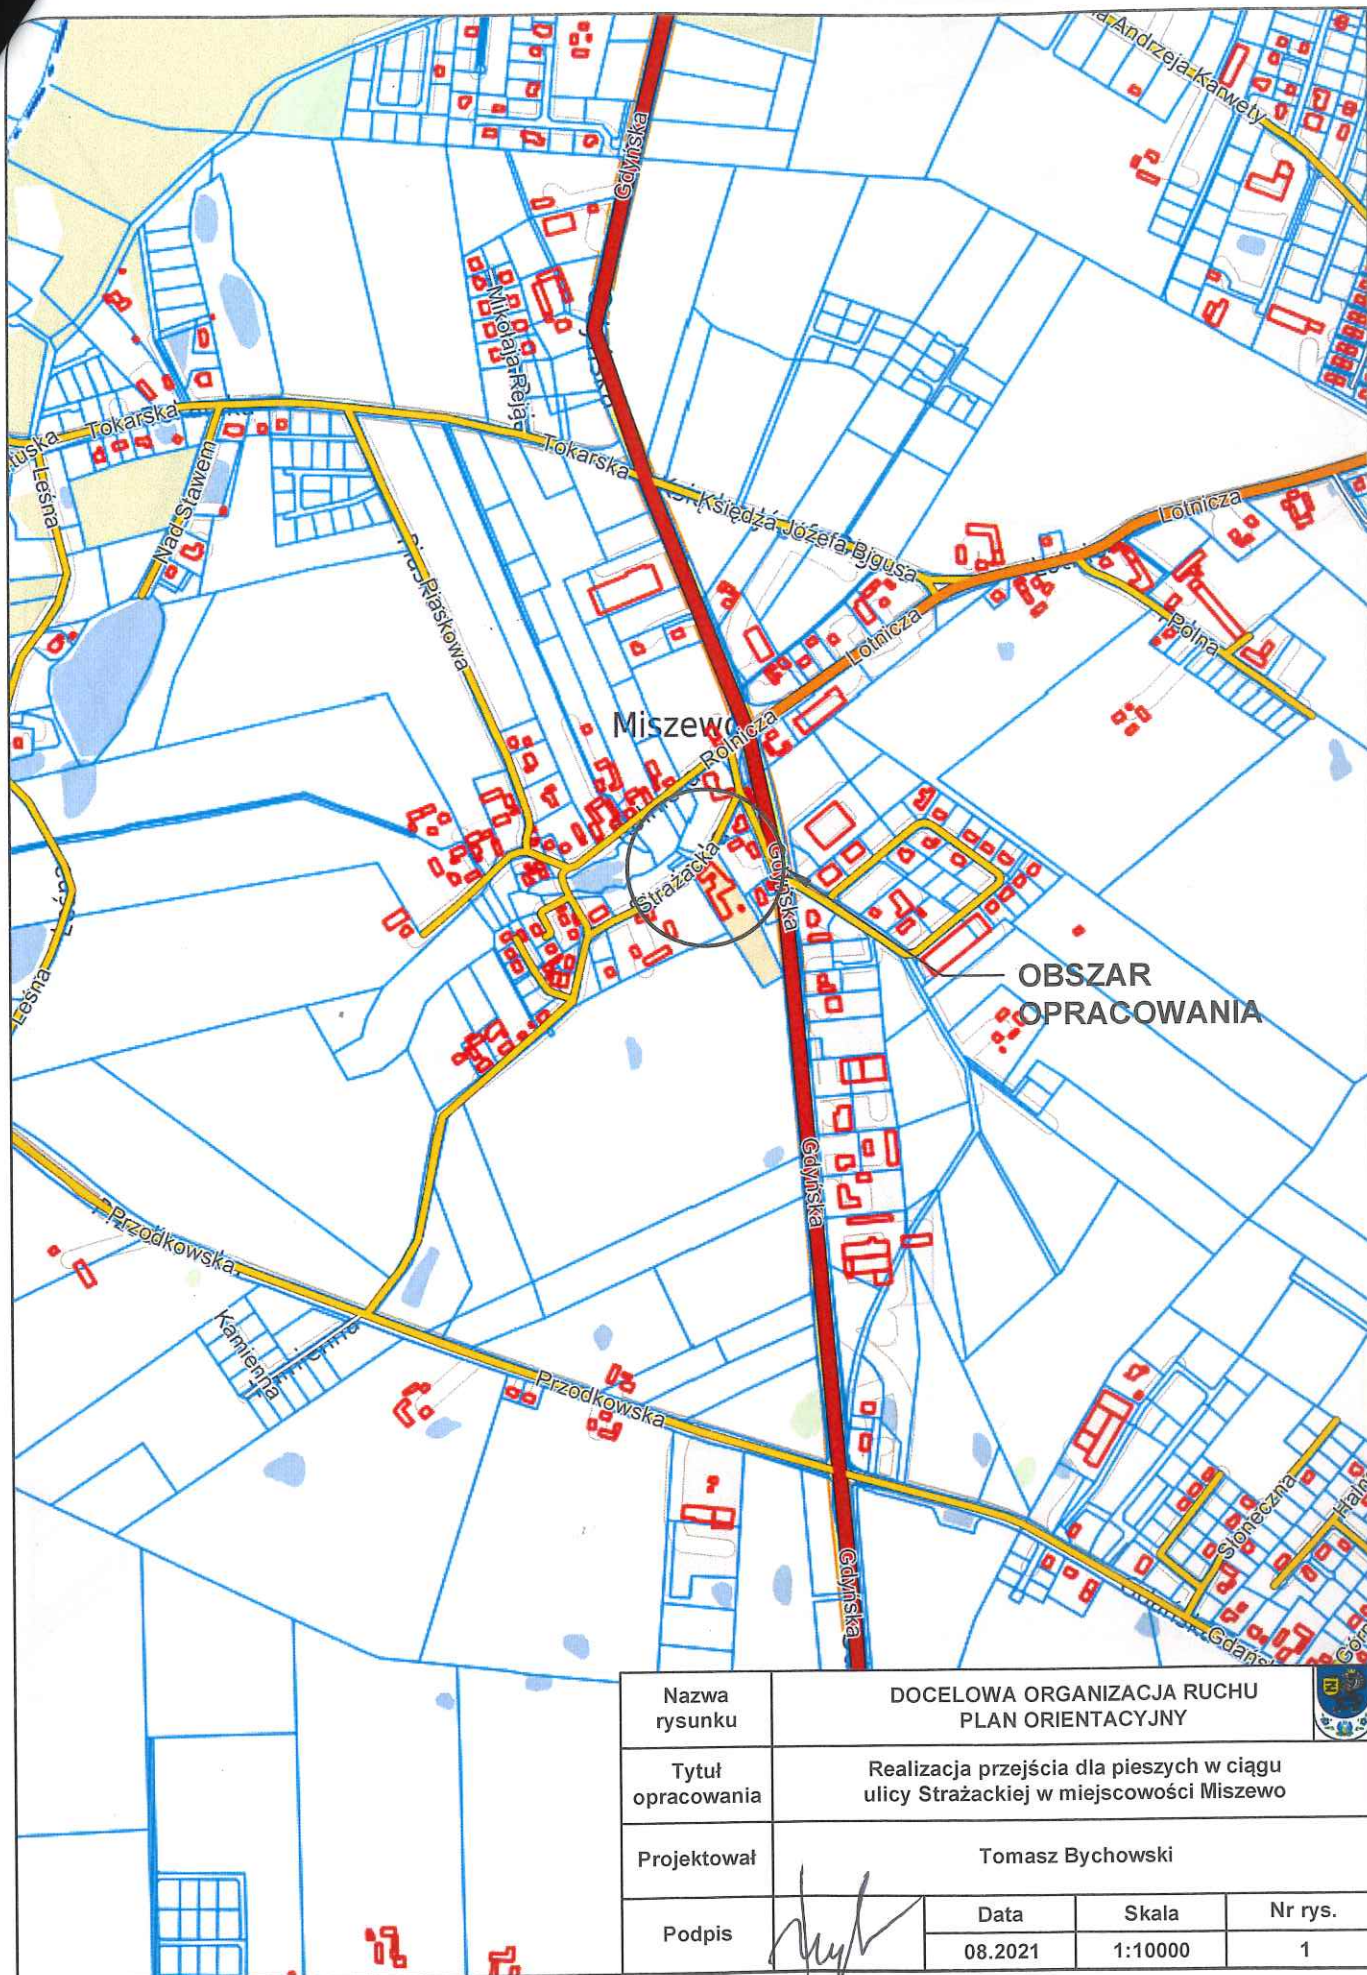 na Andrzeja Karwety
Gdyńska
Mikołaja Reja
Tokarska
Tokarska
Leśna
Nad Stawem
Piaskowa
Księdza Józefa Bigusa
Lotnicza
Lotnicza
Polna
Miszewo
Rolnicza
Strażacka
Gdyńska
Leśna
OBSZAR
OPRACOWANIA
Gdyńska
Przodkowska
Kamienna
Przodkowska
Słoneczna
Gdyńska
Nazwa
rysunku
DOCELOWA ORGANIZACJA RUCHU
PLAN ORIENTACYJNY
Tytuł
opracowania
Realizacja przejścia dla pieszych w ciągu
ulicy Strażackiej w miejscowości Miszewo
Projektował
Tomasz Bychowski
Podpis
Data
Skala
Nr rys.
08.2021
1:10000
1